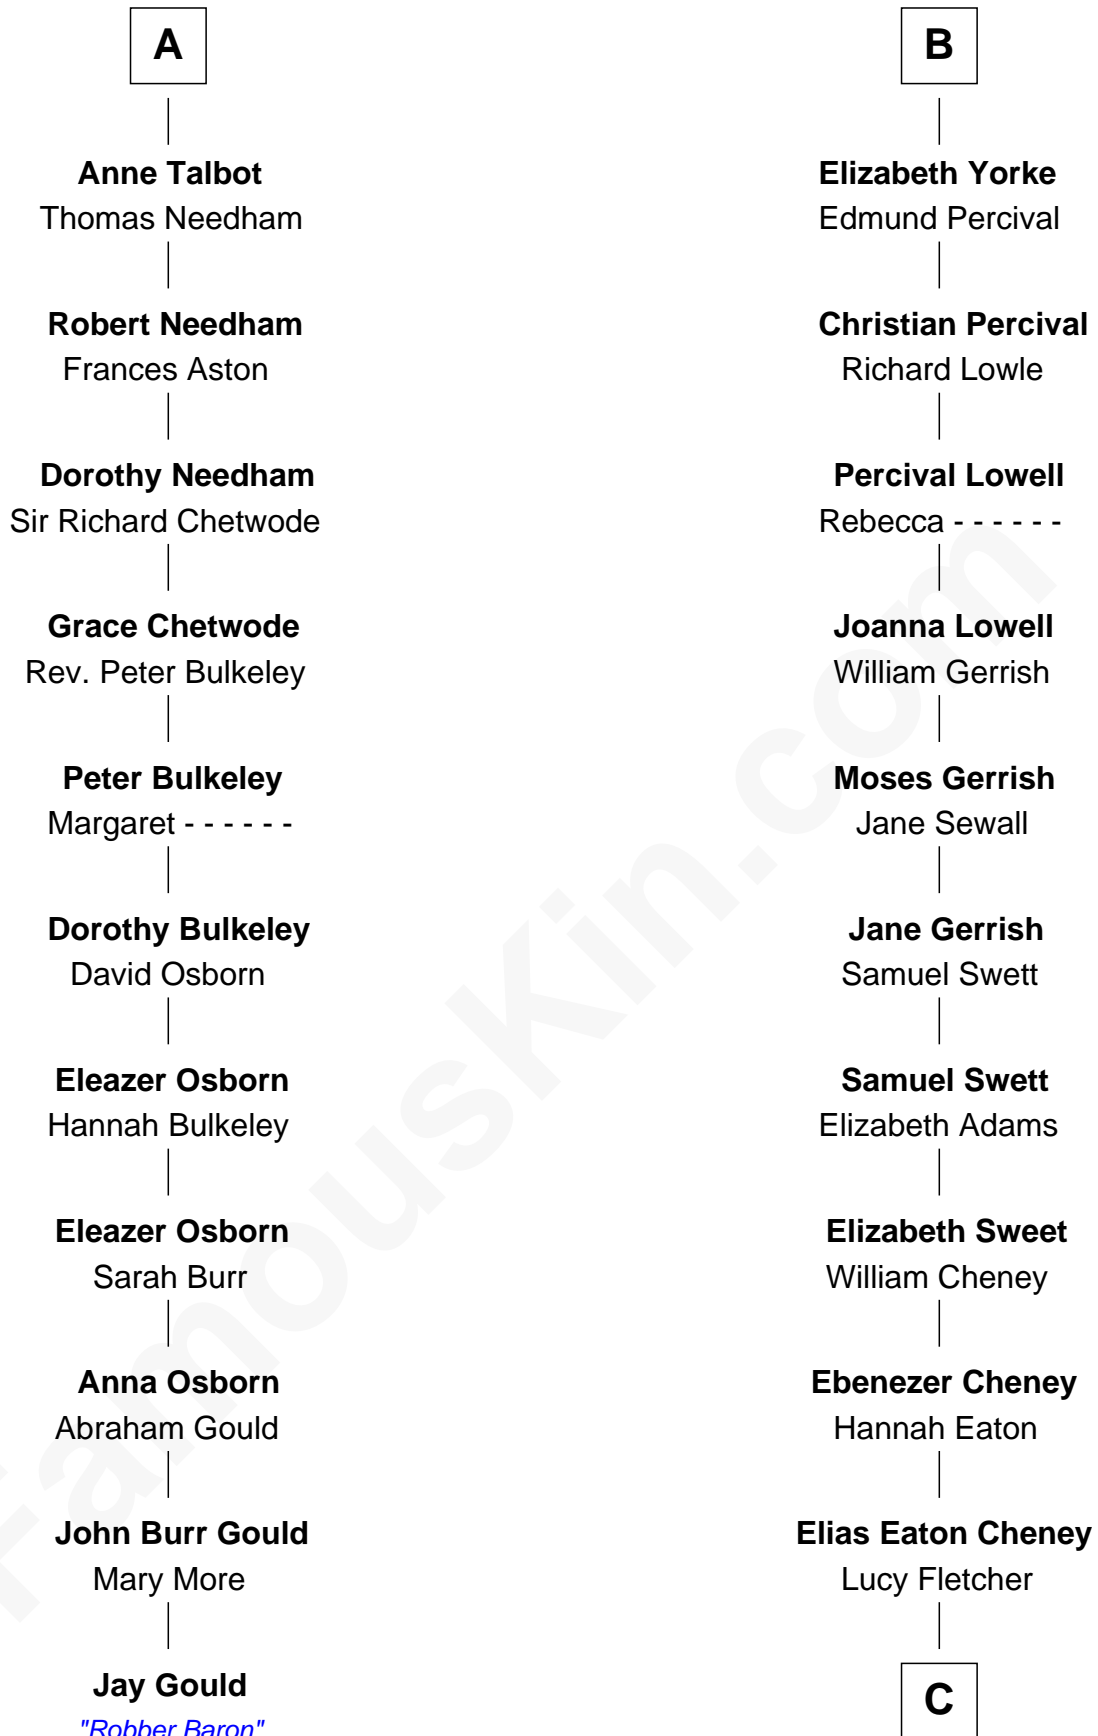 A
Anne Talbot
Thomas Needham
Robert Needham
Frances Aston
Dorothy Needham
Sir Richard Chetwode
Grace Chetwode
Rev. Peter Bulkeley
Peter Bulkeley
Margaret - - - - - -
Dorothy Bulkeley
David Osborn
Eleazer Osborn
Hannah Bulkeley
Eleazer Osborn
Sarah Burr
Anna Osborn
Abraham Gould
John Burr Gould
Mary More
Jay Gould
"Robber Baron"
B
Elizabeth Yorke
Edmund Percival
Christian Percival
Richard Lowle
Percival Lowell
Rebecca - - - - - -
Joanna Lowell
William Gerrish
Moses Gerrish
Jane Sewall
Jane Gerrish
Samuel Swett
Samuel Swett
Elizabeth Adams
Elizabeth Sweet
William Cheney
Ebenezer Cheney
Hannah Eaton
Elias Eaton Cheney
Lucy Fletcher
C
FamousKin.com